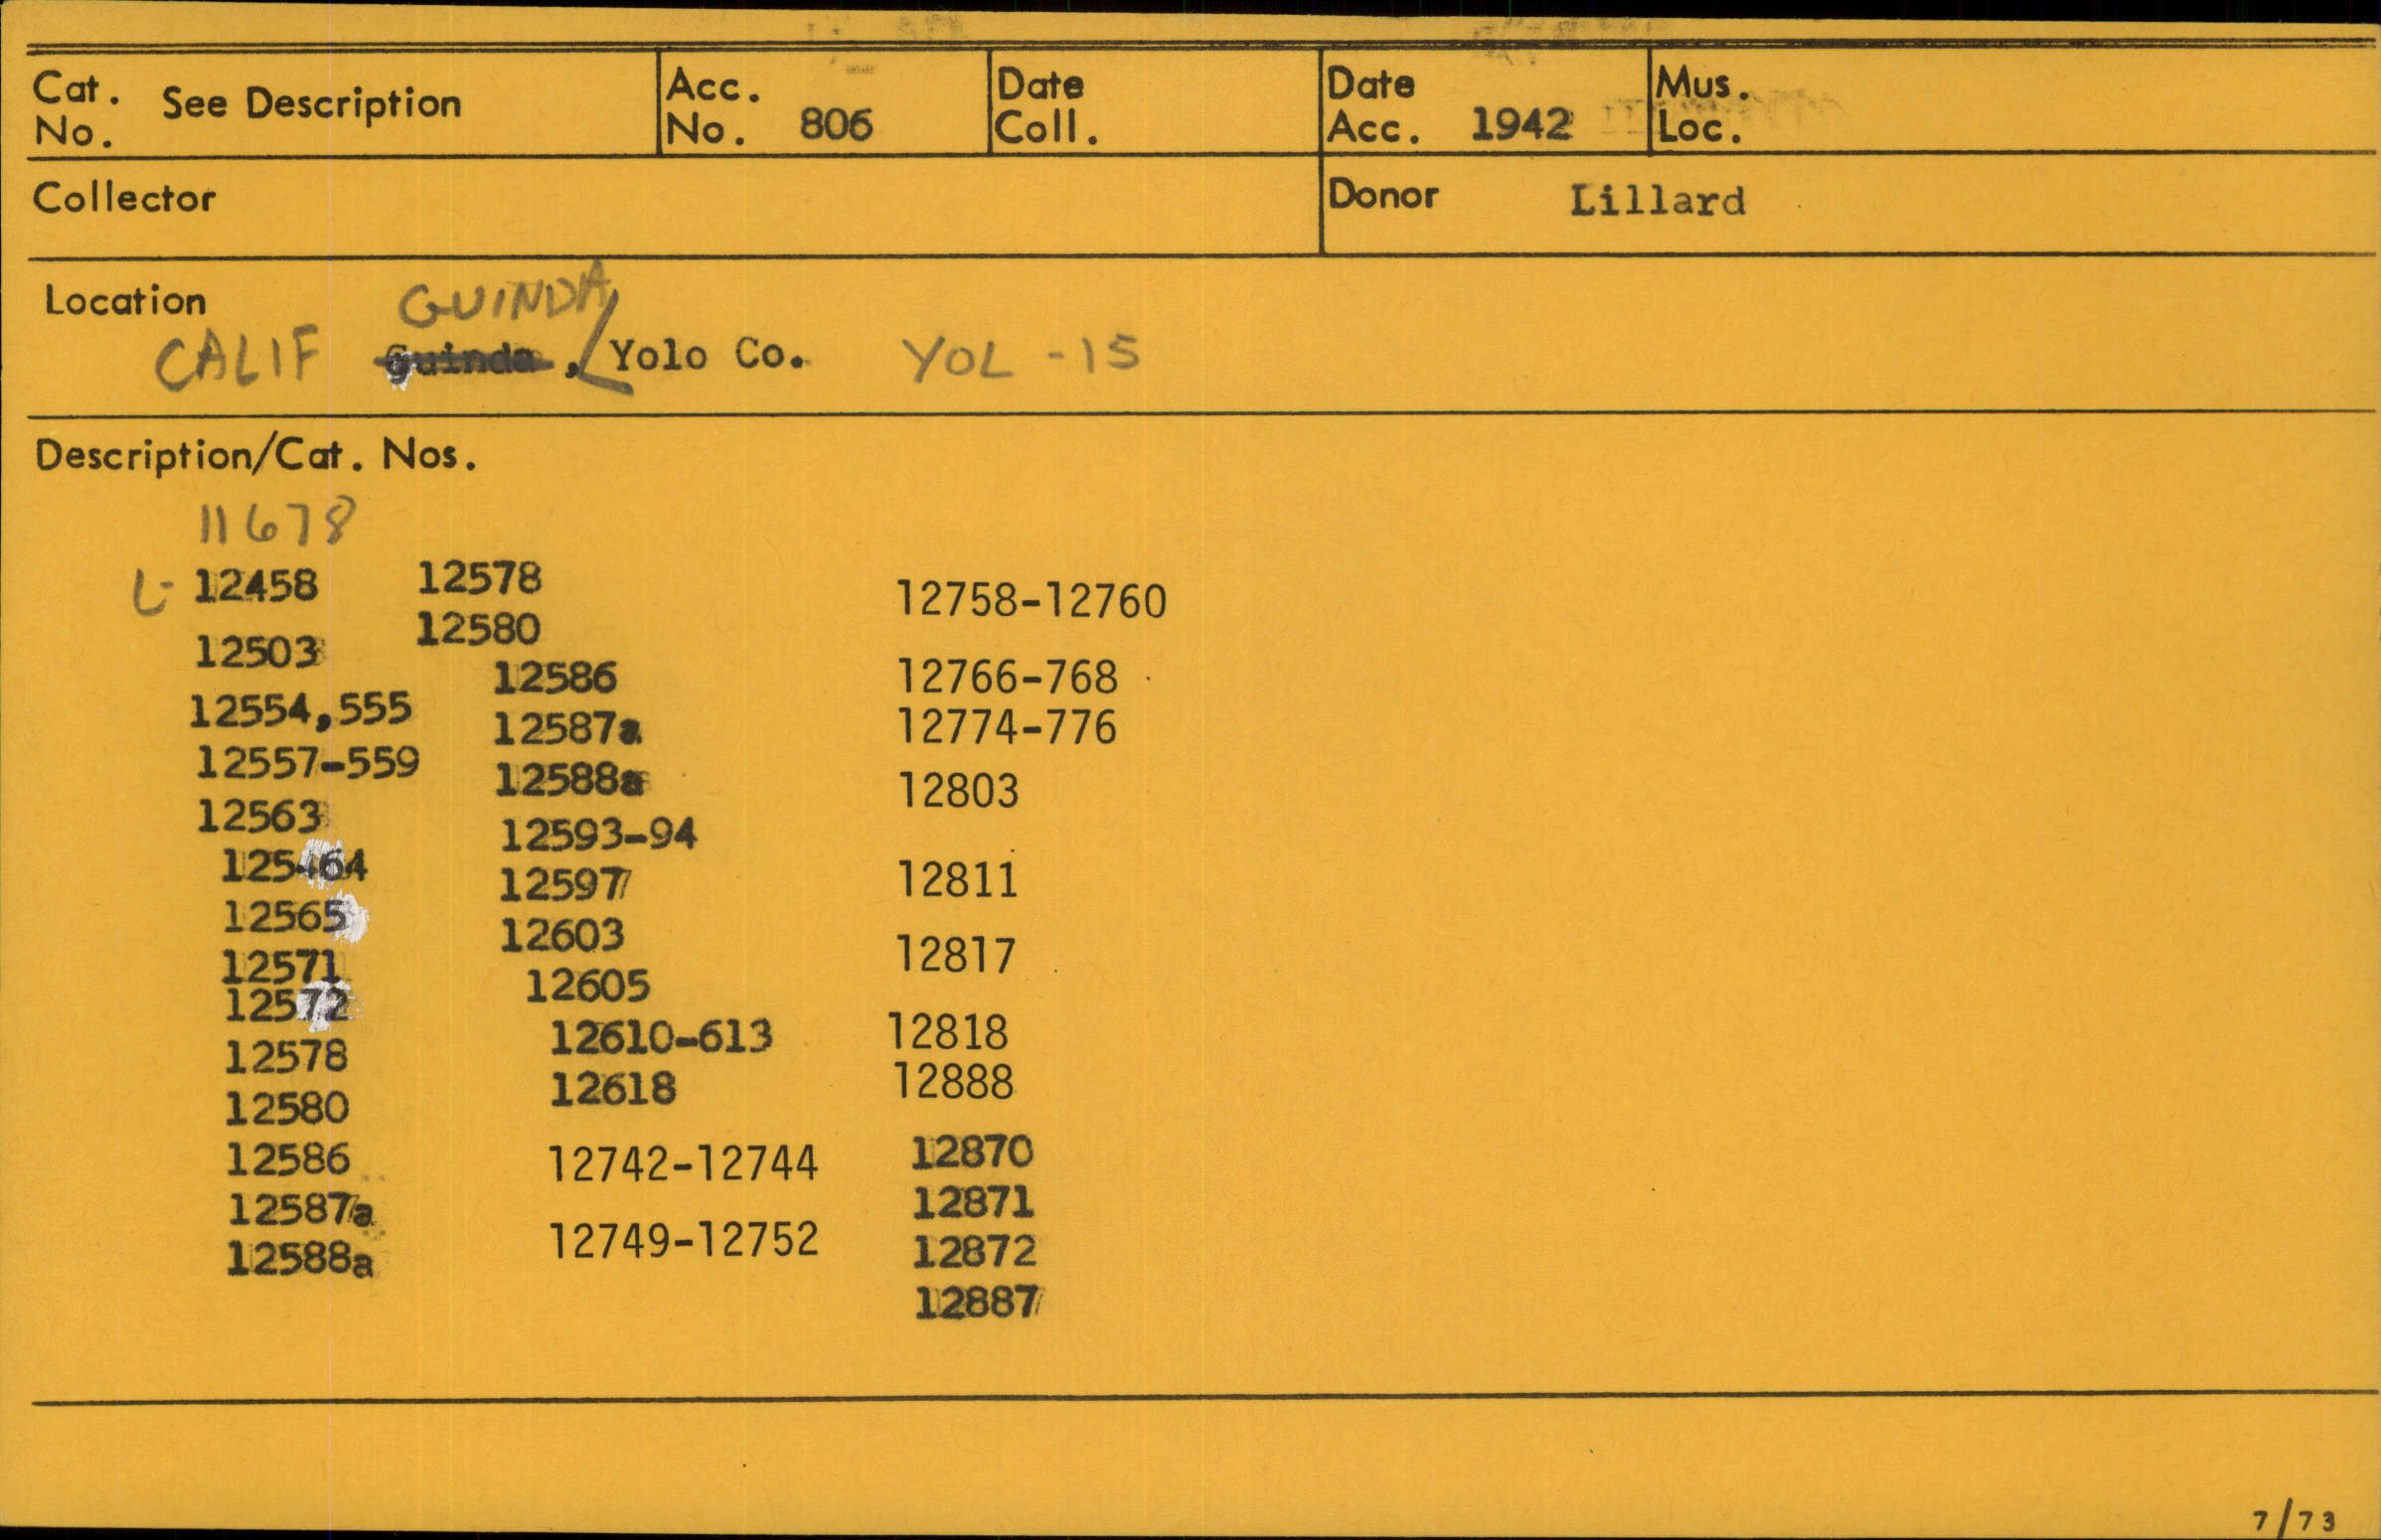 Cat. No. See Description
Acc. No. 806
Date Coll.
Date Acc. 1942
Mus. Loc.
Collector
Donor Lillard
Location
GUINDA
CALIF Guinda, Yolo Co. YOL-15
Description/Cat. Nos.
11678
L-12458
12503
12554,555
12557-559
12563
12565
12571
12572
12578
12580
12586
12587a
12588a
12578
12580
12586
12587a
12588a
12593-94
12597
12603
12605
12610-613
12618
12742-12744
12749-12752
12758-12760
12766-768
12774-776
12803
12811
12817
12818
12888
12870
12871
12872
12887
7/73